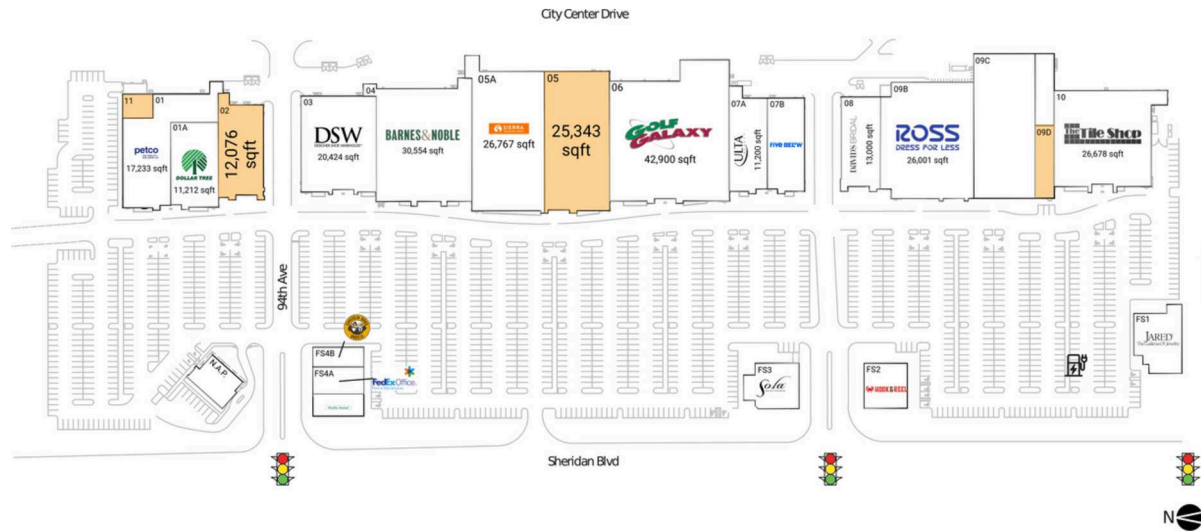 City Center Drive
11
01
petco
17,233 sqft
01A
DOLLAR TREE
11,212 sqft
02
12,076
sqft
03
DSW
DESIGNER SHOE WAREHOUSE
20,424 sqft
04
BARNES&NOBLE
30,554 sqft
05A
SIERRA
26,767 sqft
05
25,343
sqft
06
GOLF
GALAXY
42,900 sqft
07A
ULTA
11,200 sqft
07B
FIVE BELOW
08
DAVID'S BRIDAL
13,000 sqft
09B
ROSS
DRESS FOR LESS
26,001 sqft
09C
09D
10
The Tile Shop
26,678 sqft
94th Ave
N.A.P.
FS4B
FS4A
FedEx Office
FS3
Sola
FS2
HOOK & REEL
FS1
JARED
Sheridan Blvd
N